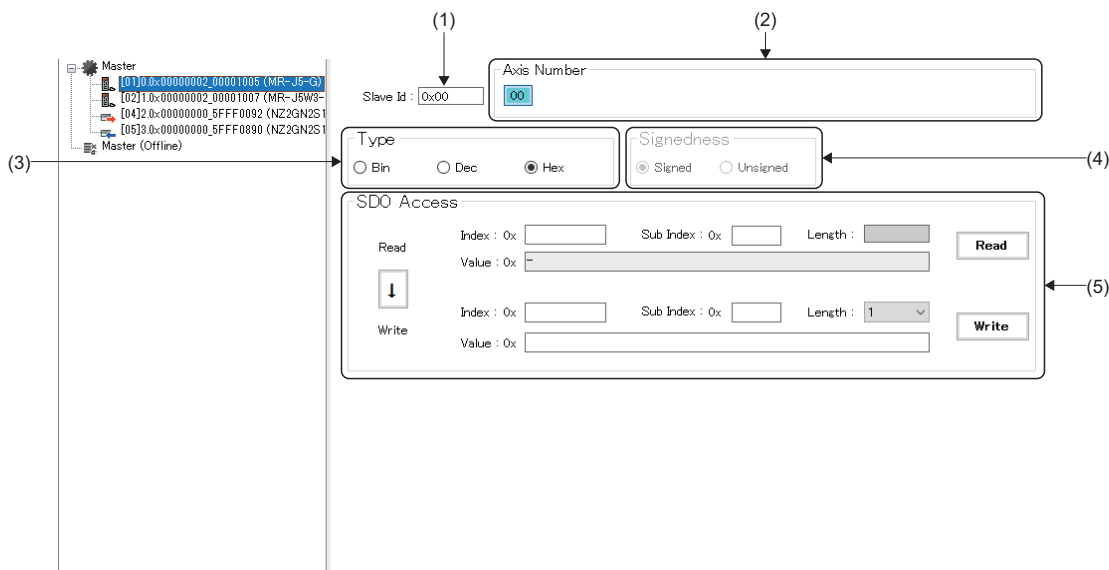 (1)
(2)
Master
[01]0.0x00000002_00001005 (MR-J5-G)
[02]1.0x00000002_00001007 (MR-J5W3-
[04]2.0x00000000_5FFF0092 (NZ2GN2S1
[05]3.0x00000000_5FFF0890 (NZ2GN2S1
Master (Offline)
Slave Id : 0x00
Axis Number
00
(3)
Type
Bin Dec Hex
Signedness
Signed Unsigned
(4)
SDO Access
Read
Index : 0x Sub Index : 0x Length : Read
Value : 0x -
↓
(5)
Write
Index : 0x Sub Index : 0x Length : 1 Write
Value : 0x